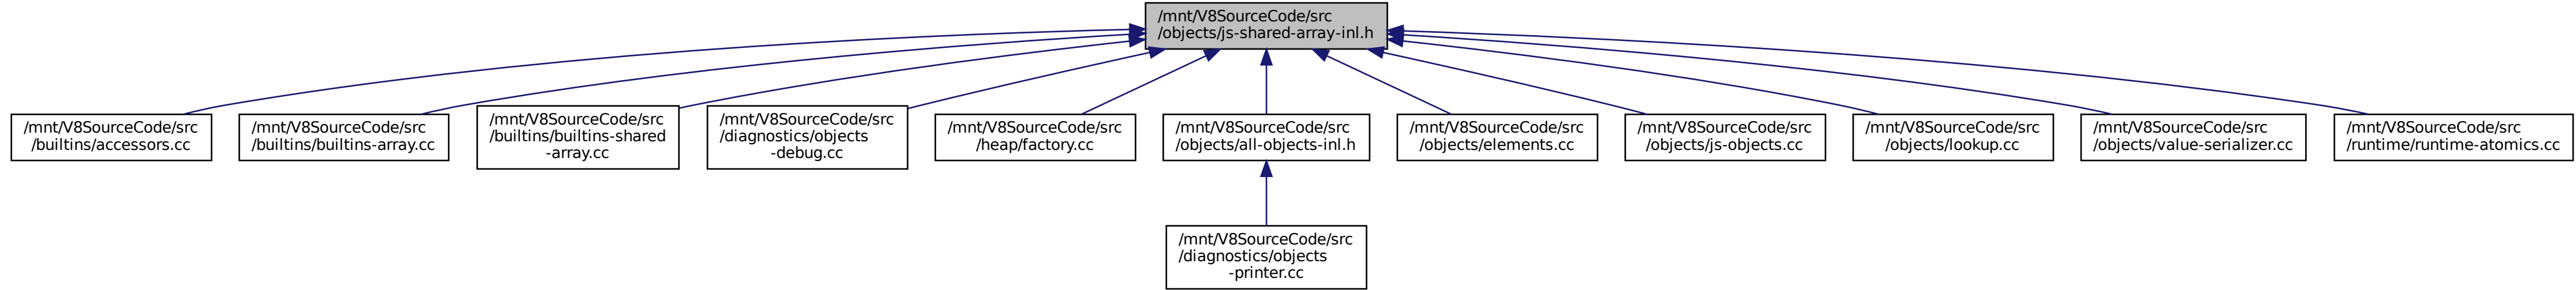 /mnt/V8SourceCode/src
/objects/js-shared-array-inl.h
/mnt/V8SourceCode/src
/builtins/accessors.cc
/mnt/V8SourceCode/src
/builtins/builtins-array.cc
/mnt/V8SourceCode/src
/builtins/builtins-shared
-array.cc
/mnt/V8SourceCode/src
/diagnostics/objects
-debug.cc
/mnt/V8SourceCode/src
/heap/factory.cc
/mnt/V8SourceCode/src
/objects/all-objects-inl.h
/mnt/V8SourceCode/src
/objects/elements.cc
/mnt/V8SourceCode/src
/objects/js-objects.cc
/mnt/V8SourceCode/src
/objects/lookup.cc
/mnt/V8SourceCode/src
/objects/value-serializer.cc
/mnt/V8SourceCode/src
/runtime/runtime-atomics.cc
/mnt/V8SourceCode/src
/diagnostics/objects
-printer.cc